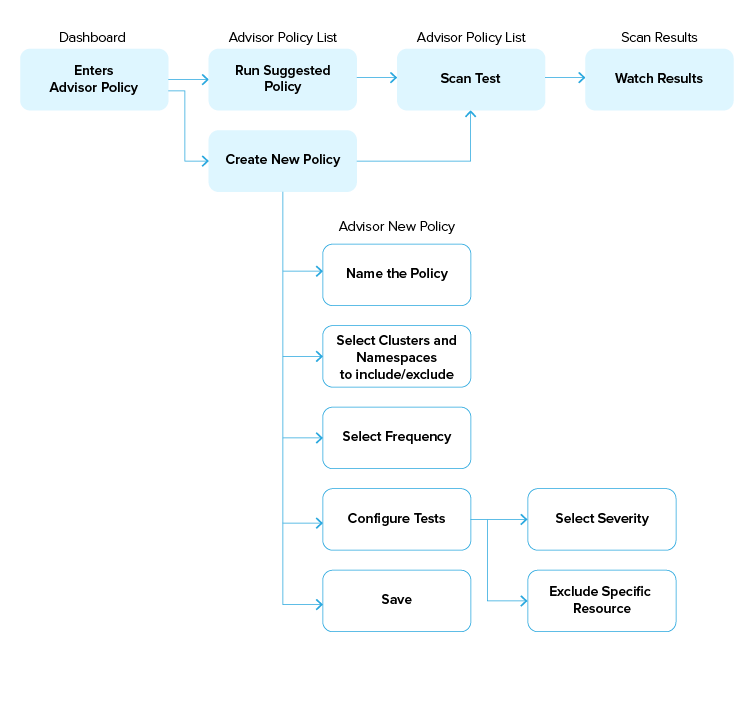 Dashboard
Advisor Policy List
Advisor Policy List
Scan Results
Enters
Advisor Policy
Run Suggested
Policy
Scan Test
Watch Results
Create New Policy
Advisor New Policy
Name the Policy
Select Clusters and
Namespaces
to include/exclude
Select Frequency
Configure Tests
Select Severity
Save
Exclude Specific
Resource